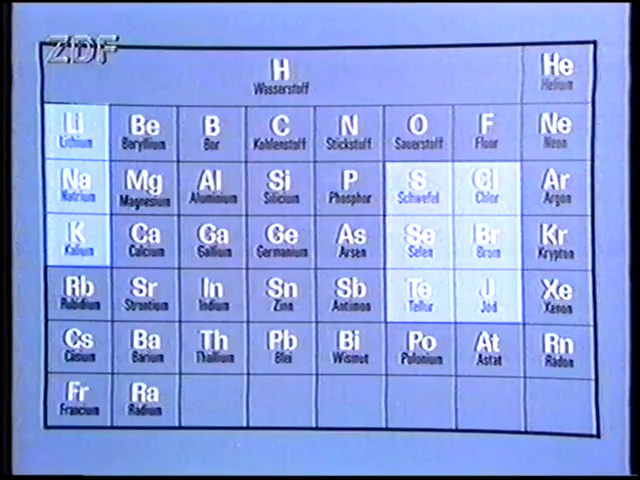 ZDF
H He
Wasserstoff Helium
Li Be B C N O F Ne
Lithium Beryllium Bor Kohlenstoff Stickstoff Sauerstoff Fluor Neon
Na Mg Al Si P S Cl Ar
Natrium Magnesium Aluminium Silicium Phosphor Schwefel Chlor Argon
K Ca Ga Ge As Se Br Kr
Kalium Calcium Gallium Germanium Arsen Selen Brom Krypton
Rb Sr In Sn Sb Te J Xe
Rubidium Strontium Indium Zinn Antimon Tellur Jod Xenon
Cs Ba Th Pb Bi Po At Rn
Cäsium Barium Thallium Blei Wismut Polonium Astat Radon
Fr Ra
Francium Radium